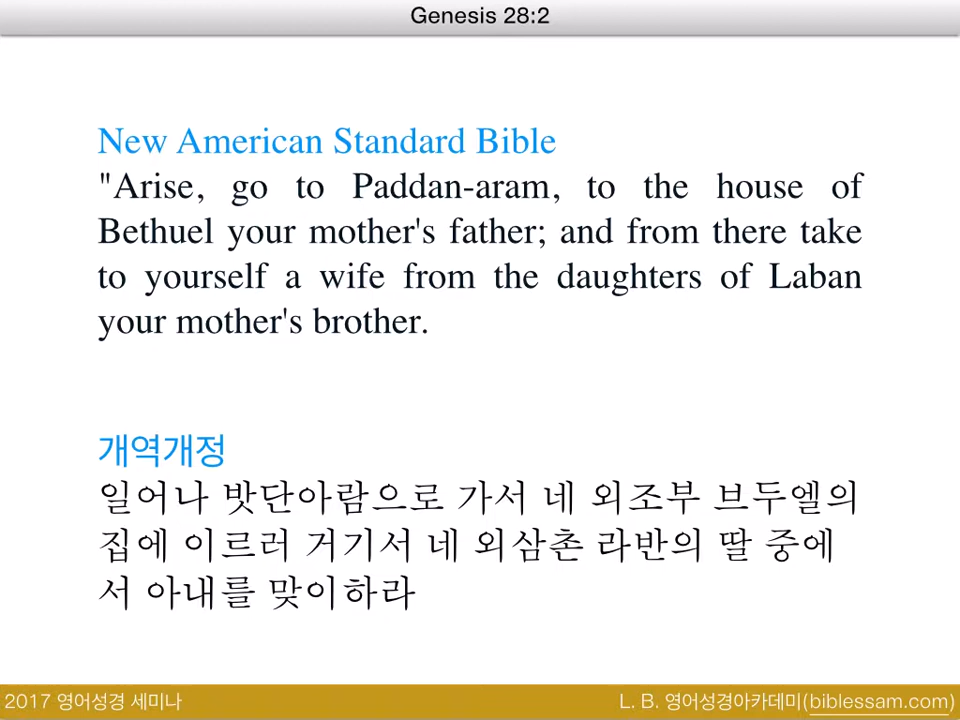 Genesis 28:2
New American Standard Bible
"Arise, go to Paddan-aram, to the house of
Bethuel your mother's father; and from there take
to yourself a wife from the daughters of Laban
your mother's brother.
개역개정
일어나 밧단아람으로 가서 네 외조부 브두엘의
집에 이르러 거기서 네 외삼촌 라반의 딸 중에
서 아내를 맞이하라
2017 영어성경 세미나
L. B. 영어성경아카데미(biblessam.com)